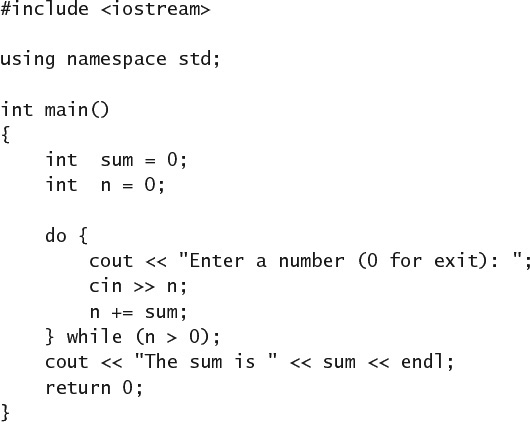 #include <iostream>

using namespace std;

int main()
{
    int  sum = 0;
    int  n = 0;

    do {
        cout << "Enter a number (0 for exit): ";
        cin >> n;
        n += sum;
    } while (n > 0);
    cout << "The sum is " << sum << endl;
    return 0;
}